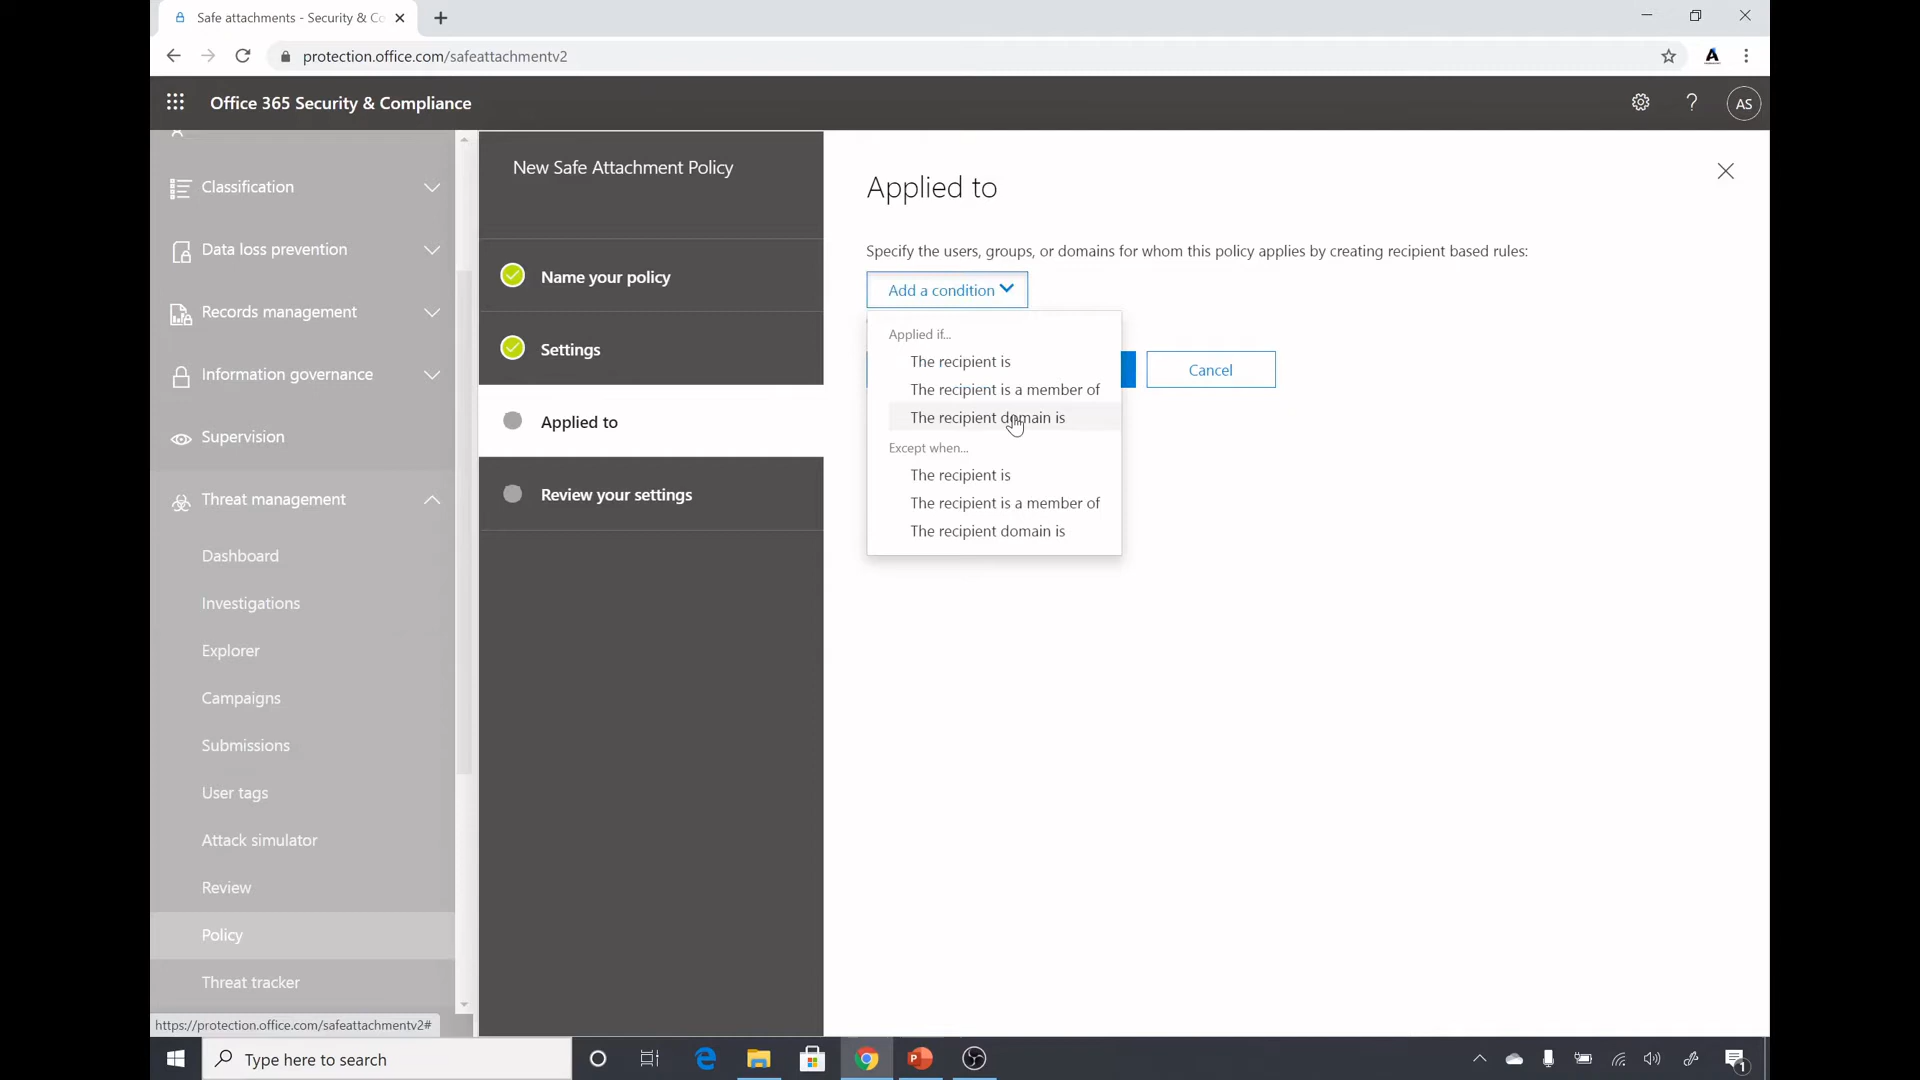 Safe attachments - Security & Co
protection.office.com/safeattachmentv2
A
Office 365 Security & Compliance
?
AS
Classification
Data loss prevention
Records management
Information governance
Supervision
Threat management
Dashboard
Investigations
Explorer
Campaigns
Submissions
User tags
Attack simulator
Review
Policy
Threat tracker
https://protection.office.com/safeattachmentv2#
New Safe Attachment Policy
Name your policy
Settings
Applied to
Review your settings
Applied to
Specify the users, groups, or domains for whom this policy applies by creating recipient based rules:
Add a condition
Applied if...
The recipient is
The recipient is a member of
The recipient domain is
Except when...
The recipient is
The recipient is a member of
The recipient domain is
Cancel
Type here to search
1